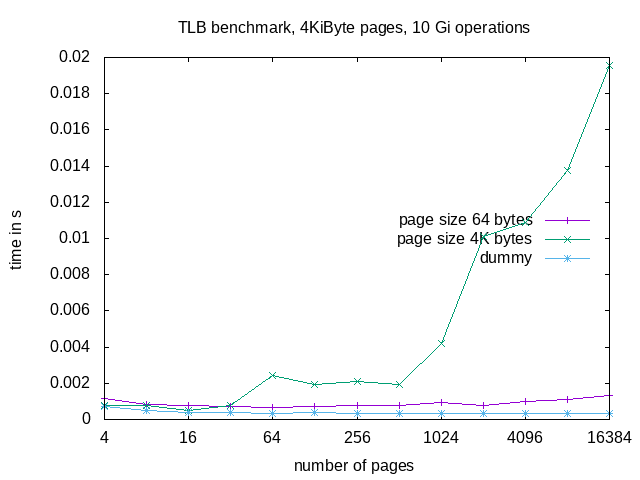 TLB benchmark, 4KiByte pages, 10 Gi operations
0.02
0.018
0.016
0.014
0.012
0.01
0.008
0.006
0.004
0.002
0
time in s
page size 64 bytes
page size 4K bytes
dummy
4 16 64 256 1024 4096 16384
number of pages